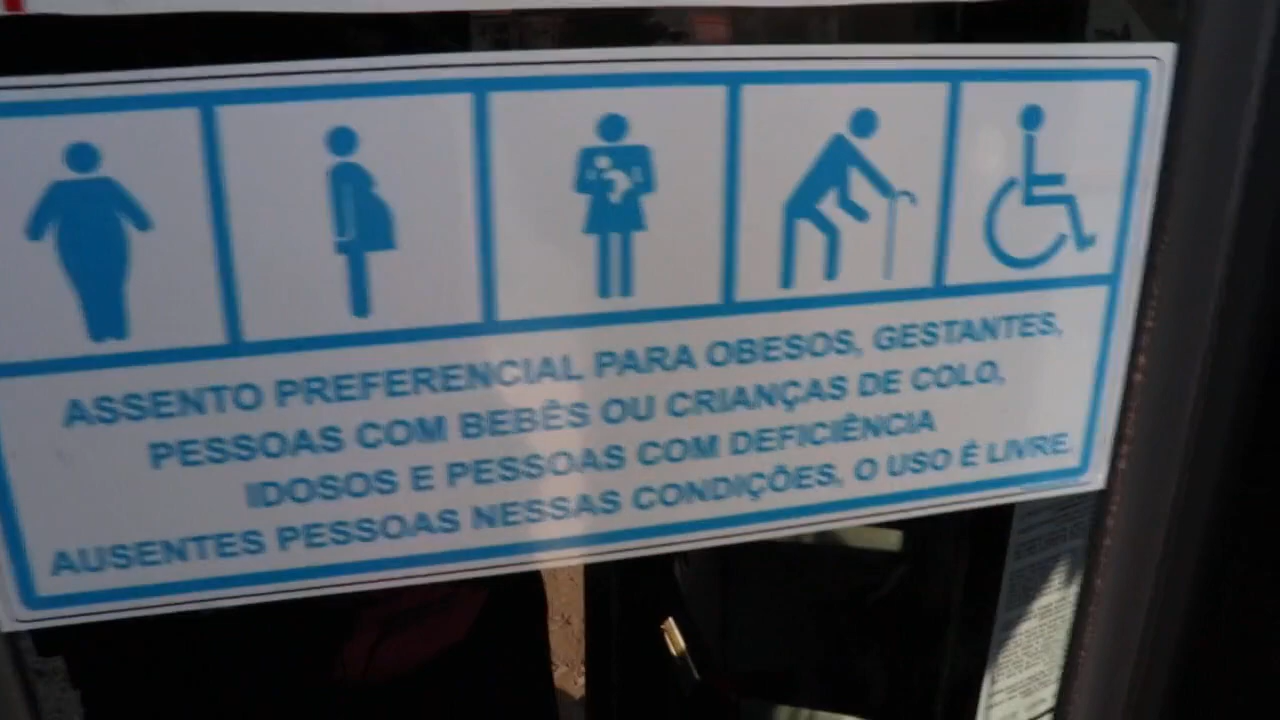 ASSENTO PREFERENCIAL PARA OBESOS, GESTANTES,
PESSOAS COM BEBÊS OU CRIANÇAS DE COLO,
IDOSOS E PESSOAS COM DEFICIÊNCIA
AUSENTES PESSOAS NESSAS CONDIÇÕES, O USO É LIVRE.